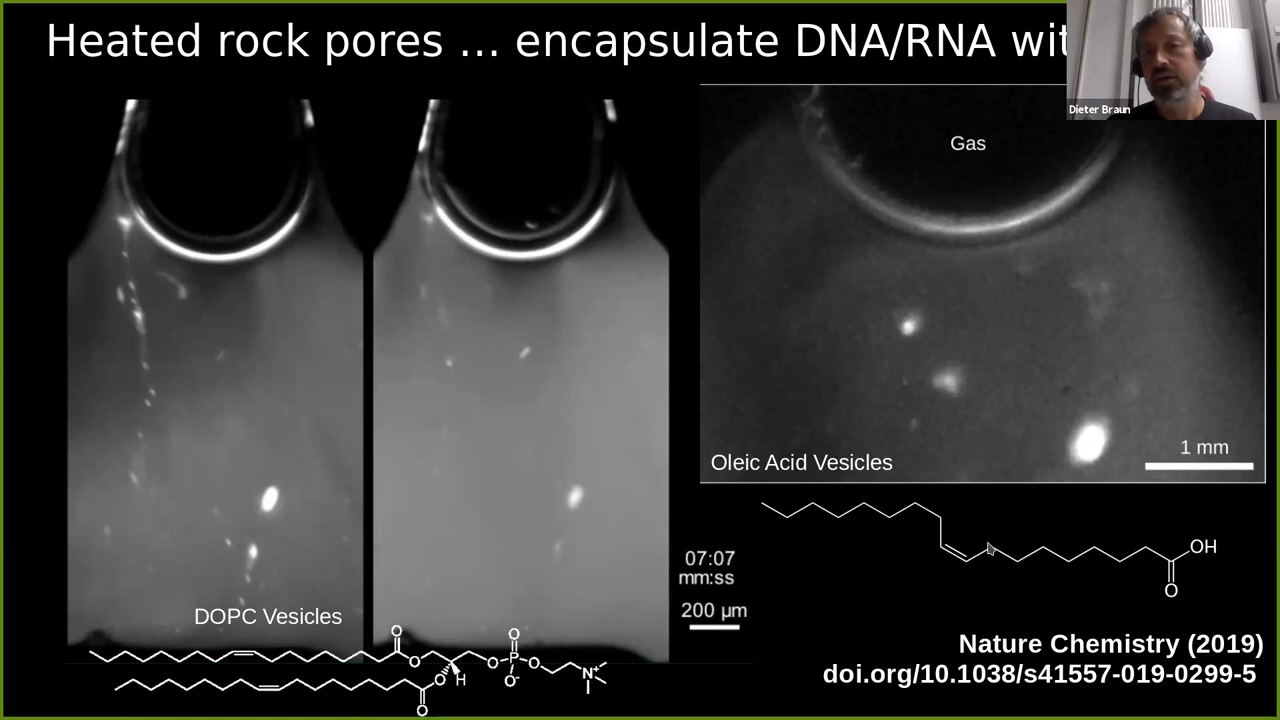 Heated rock pores ... encapsulate DNA/RNA
Dieter Braun
Gas
1 mm
Oleic Acid Vesicles
OH
O
07:07
mm:ss
200 µm
DOPC Vesicles
O
O
O
H
O
O
P
O
O-
N+
O
Nature Chemistry (2019)
doi.org/10.1038/s41557-019-0299-5